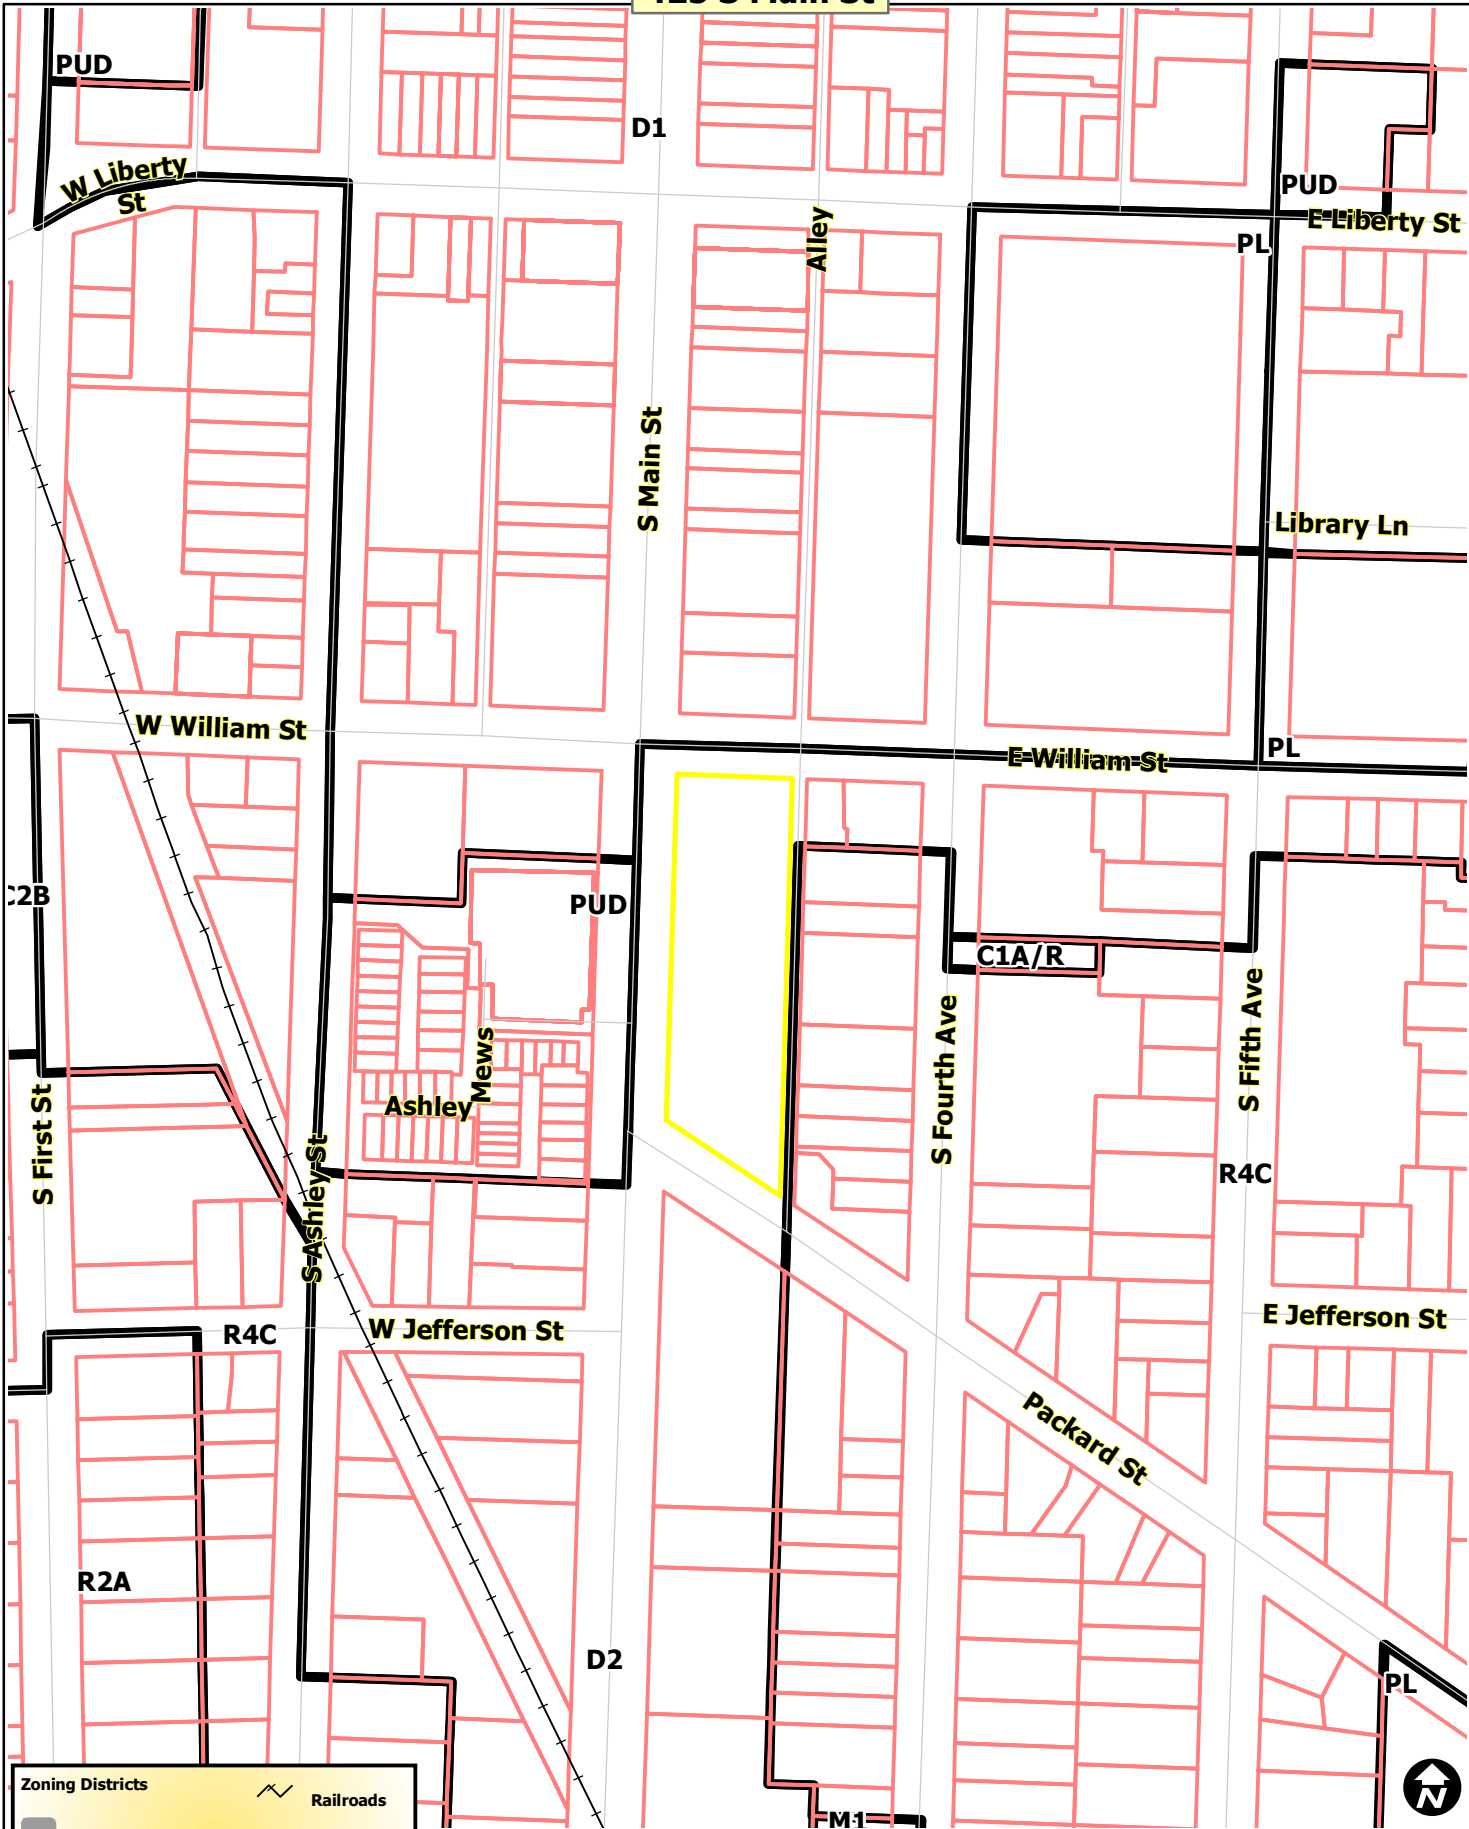 PUD
D1
W Liberty
St
PUD
E Liberty St
PL
Alley
S Main St
Library Ln
W William St
E William St
PL
PUD
C1A/R
S Fourth Ave
S Fifth Ave
Mews
Ashley
S First St
S Ashley St
R4C
R4C
W Jefferson St
E Jefferson St
Packard St
R2A
D2
PL
Zoning Districts
Railroads
N
M1